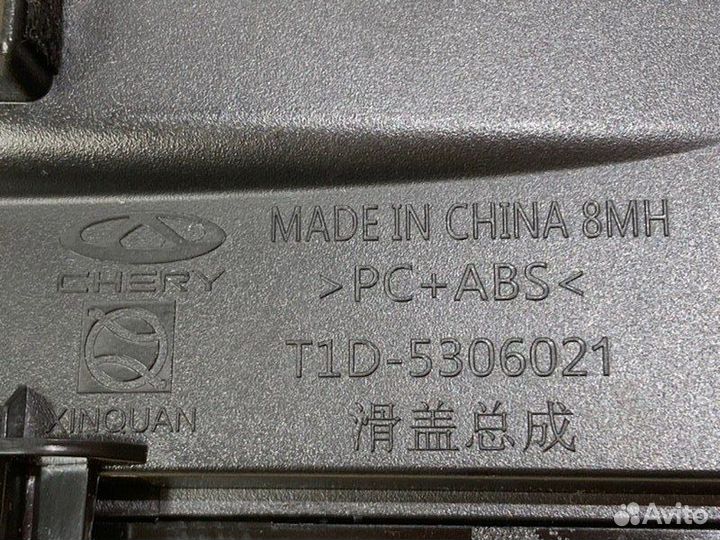 MADE IN CHINA 8MH
CHERY
>PC+ABS<
T1D-5306021
XINQUAN
滑盖总成
Avito